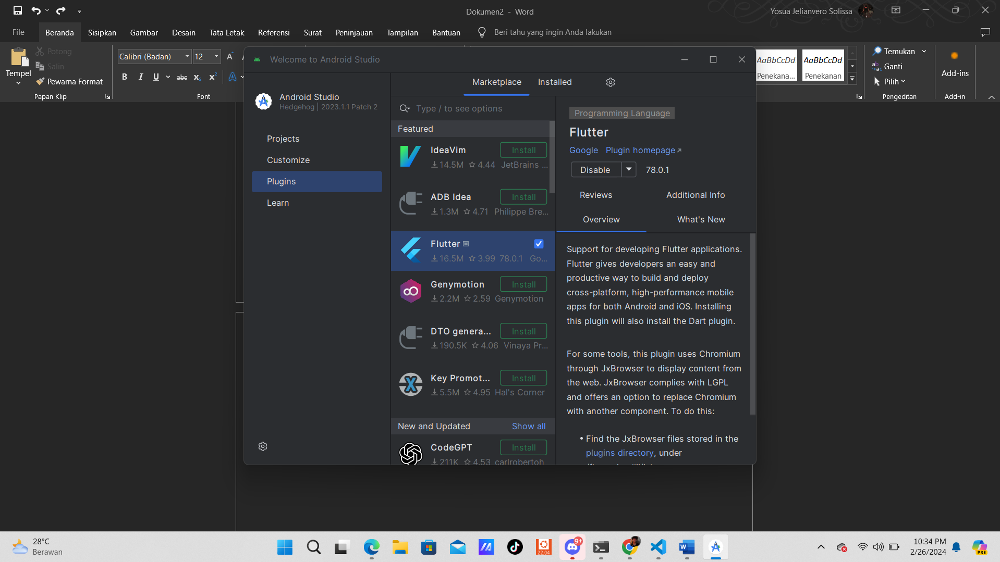 Dokumen2 - Word
Yosua Jelianvero Solissa
File
Beranda
Sisipkan
Gambar
Desain
Tata Letak
Referensi
Surat
Peninjauan
Tampilan
Bantuan
Beri tahu yang ingin Anda lakukan
Tempel
Potong
Salin
Pewarna Format
Papan Klip
Calibri (Badan)
12
A
B I U abc x₂ x² A
Font
AaBbCcDd
Penekana...
AaBbCcDd
Penekanan
Temukan
Ganti
Pilih
Pengeditan
Add-ins
Add-in
Welcome to Android Studio
Android Studio
Hedgehog | 2023.1.1 Patch 2
Projects
Customize
Plugins
Learn
Marketplace
Installed
Type / to see options
Featured
IdeaVim
Install
14.5M 4.44 JetBrains ...
ADB Idea
Install
1.3M 4.71 Philippe Bre...
Flutter
16.5M 3.99 78.0.1 Go...
Genymotion
Install
2.2M 2.59 Genymotion
DTO genera...
Install
190.5K 4.06 Vinaya Pr...
Key Promot...
Install
5.5M 4.95 Hal's Corner
New and Updated
Show all
CodeGPT
Install
211K 4.53 carlrobertoh
Programming Language
Flutter
Google Plugin homepage
Disable
78.0.1
Reviews
Additional Info
Overview
What's New
Support for developing Flutter applications.
Flutter gives developers an easy and
productive way to build and deploy
cross-platform, high-performance mobile
apps for both Android and iOS. Installing
this plugin will also install the Dart plugin.
For some tools, this plugin uses Chromium
through JxBrowser to display content from
the web. JxBrowser complies with LGPL
and offers an option to replace Chromium
with another component. To do this:
• Find the JxBrowser files stored in the
plugins directory, under
28°C
Berawan
22.04
9+
10:34 PM
2/26/2024
PRE